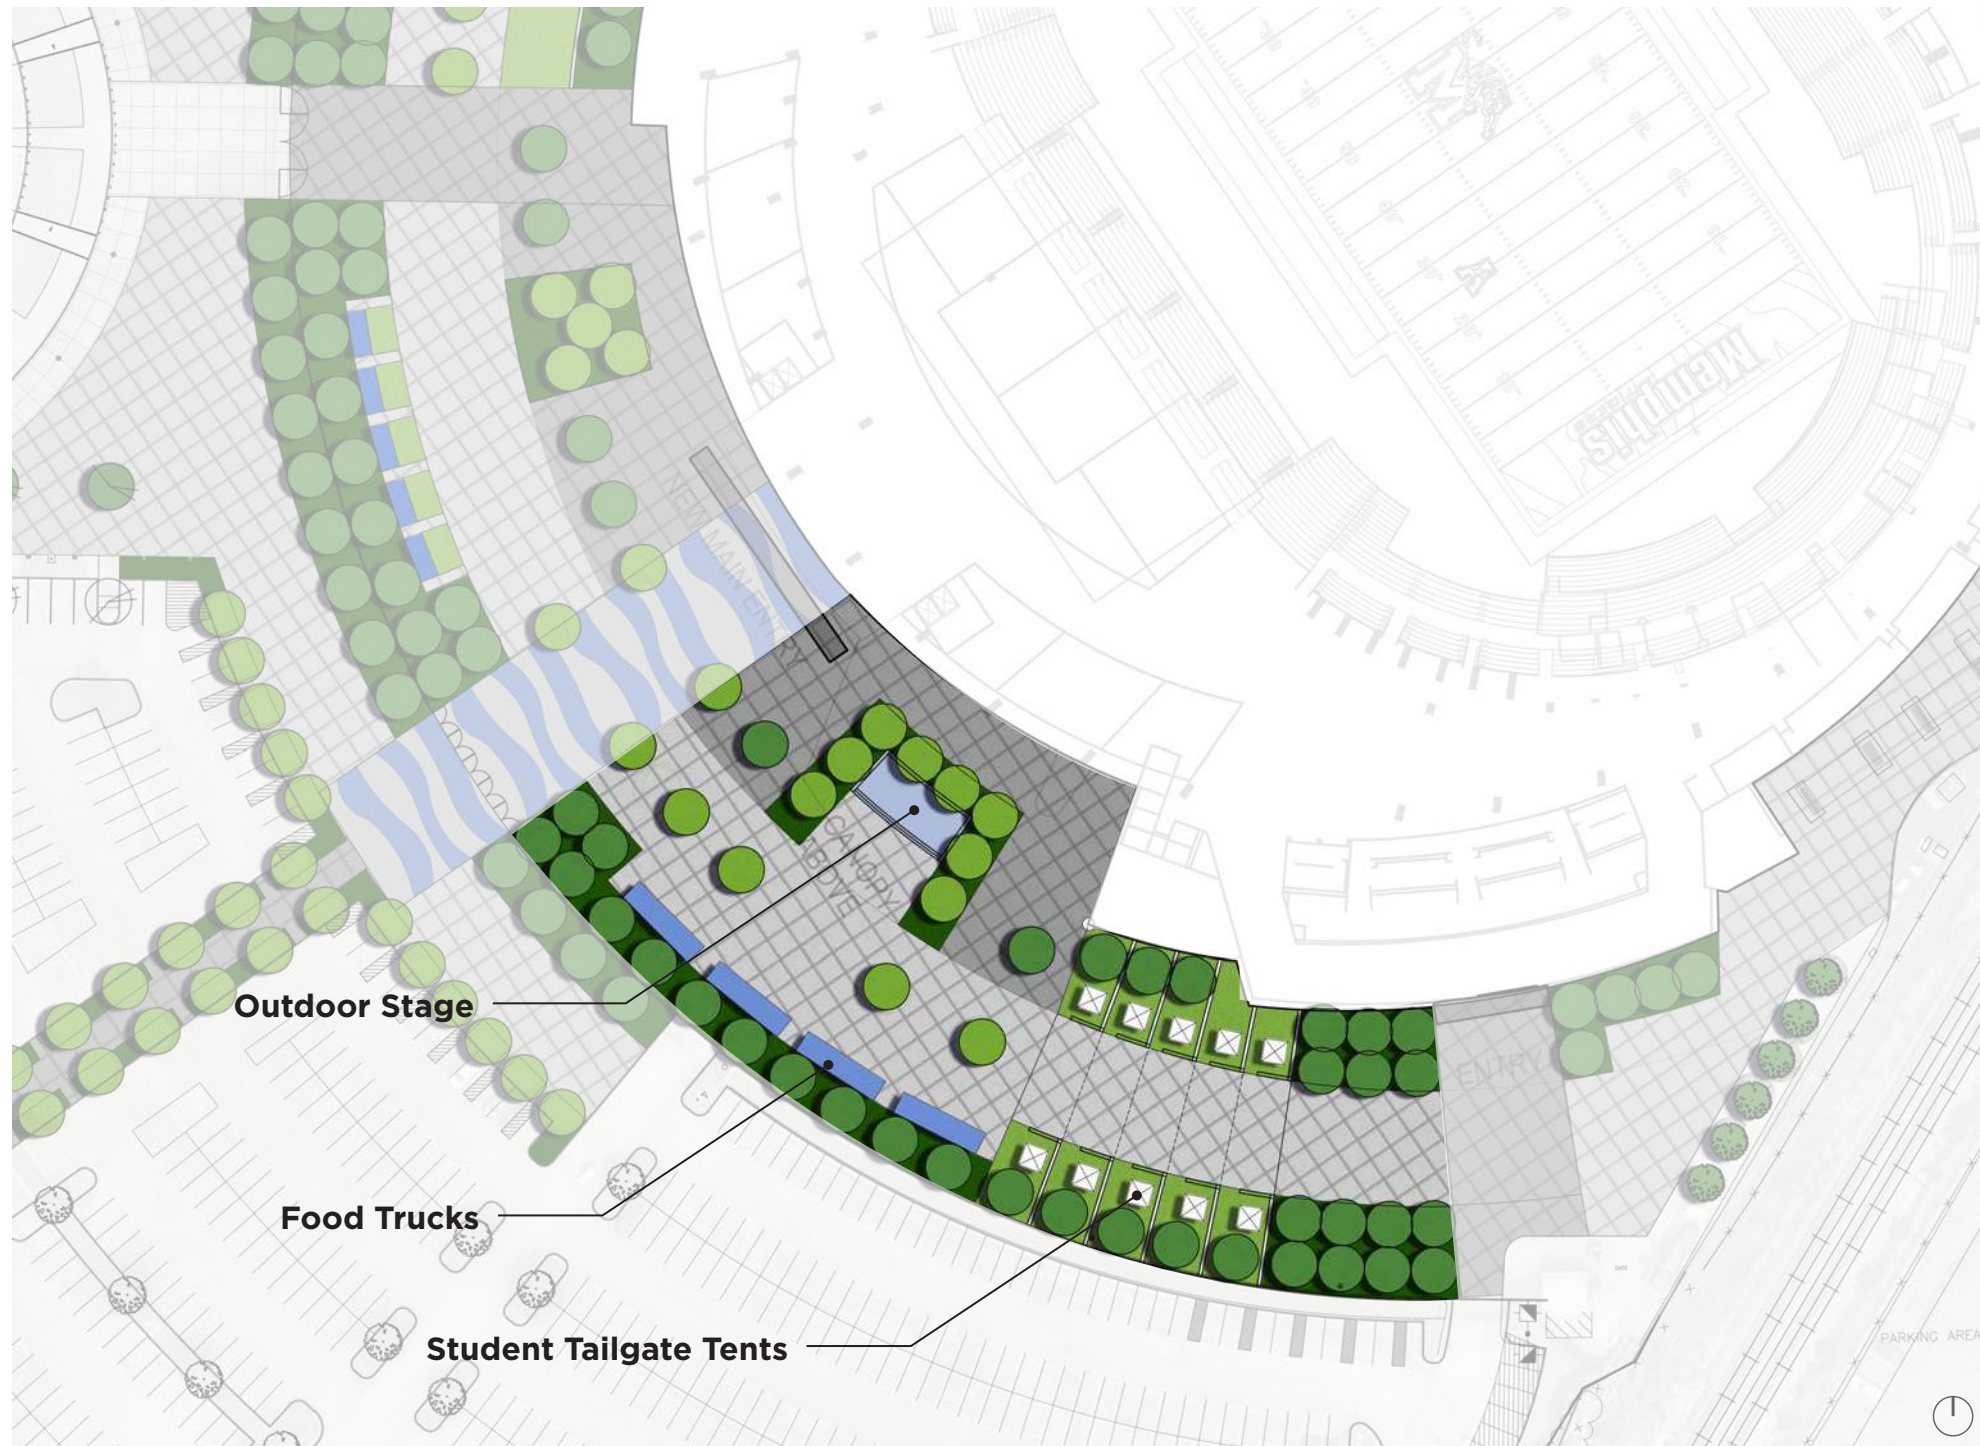 M
A
Memphis
NEW MAIN ENTRY
CANOPY
ABOVE
Outdoor Stage
ENTRY
Food Trucks
Student Tailgate Tents
PARKING AREA